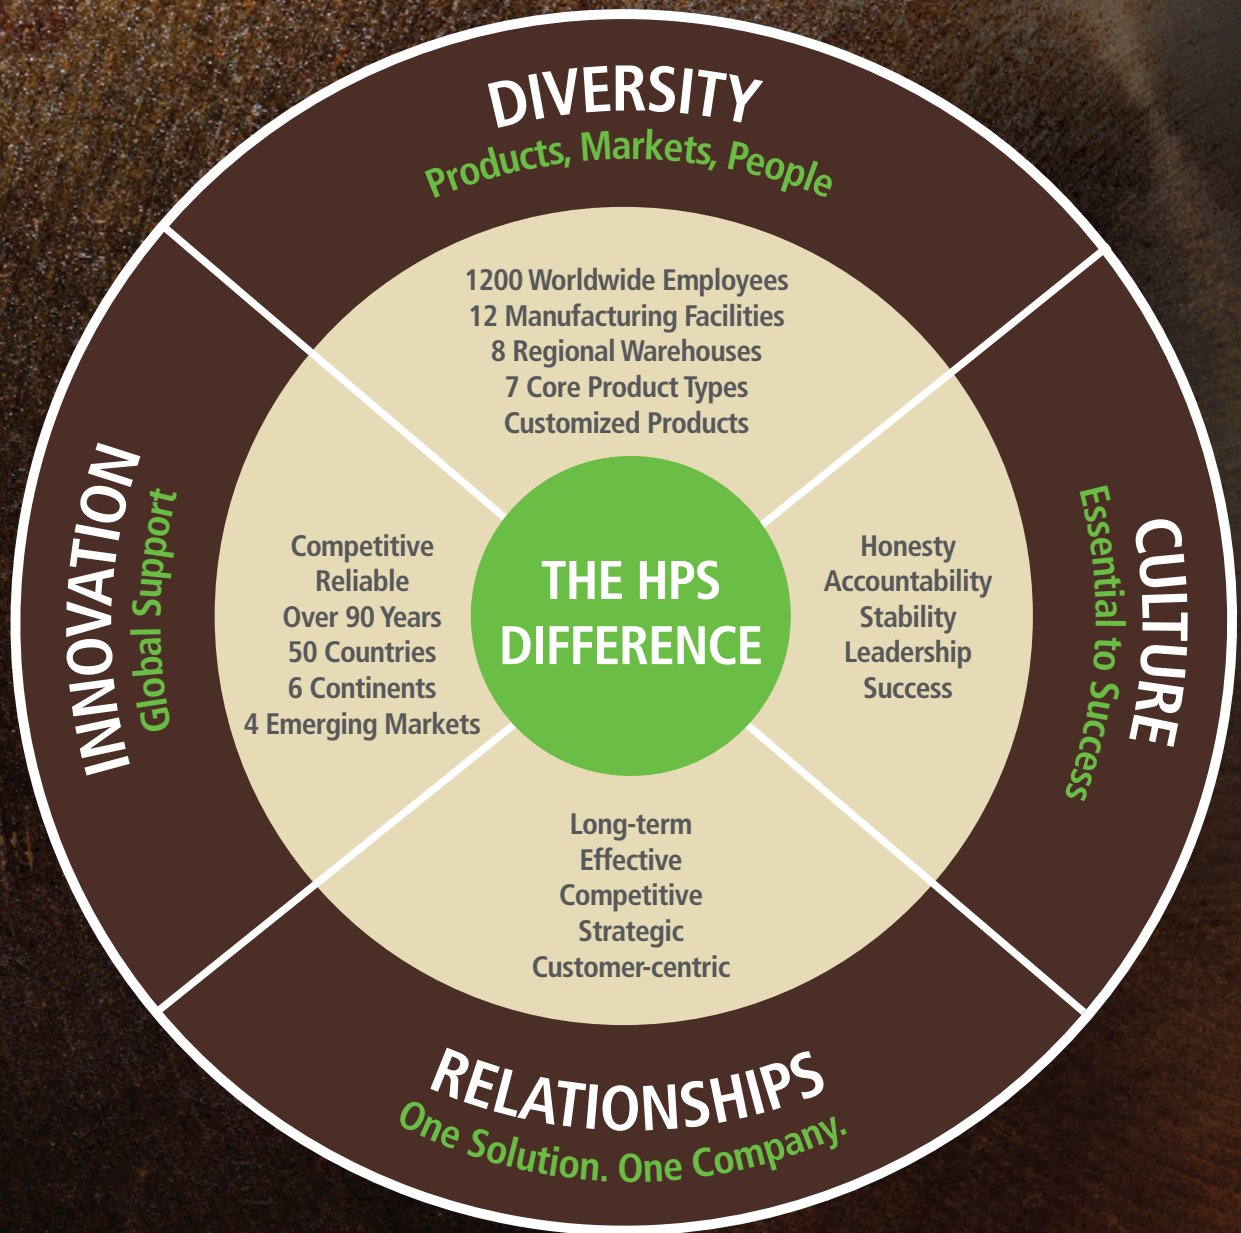 DIVERSITY
Products, Markets, People
1200 Worldwide Employees
12 Manufacturing Facilities
8 Regional Warehouses
7 Core Product Types
Customized Products
INNOVATION
Global Support
Competitive
Reliable
Over 90 Years
50 Countries
6 Continents
4 Emerging Markets
THE HPS
DIFFERENCE
Honesty
Accountability
Stability
Leadership
Success
CULTURE
Essential to Success
Long-term
Effective
Competitive
Strategic
Customer-centric
RELATIONSHIPS
One Solution. One Company.